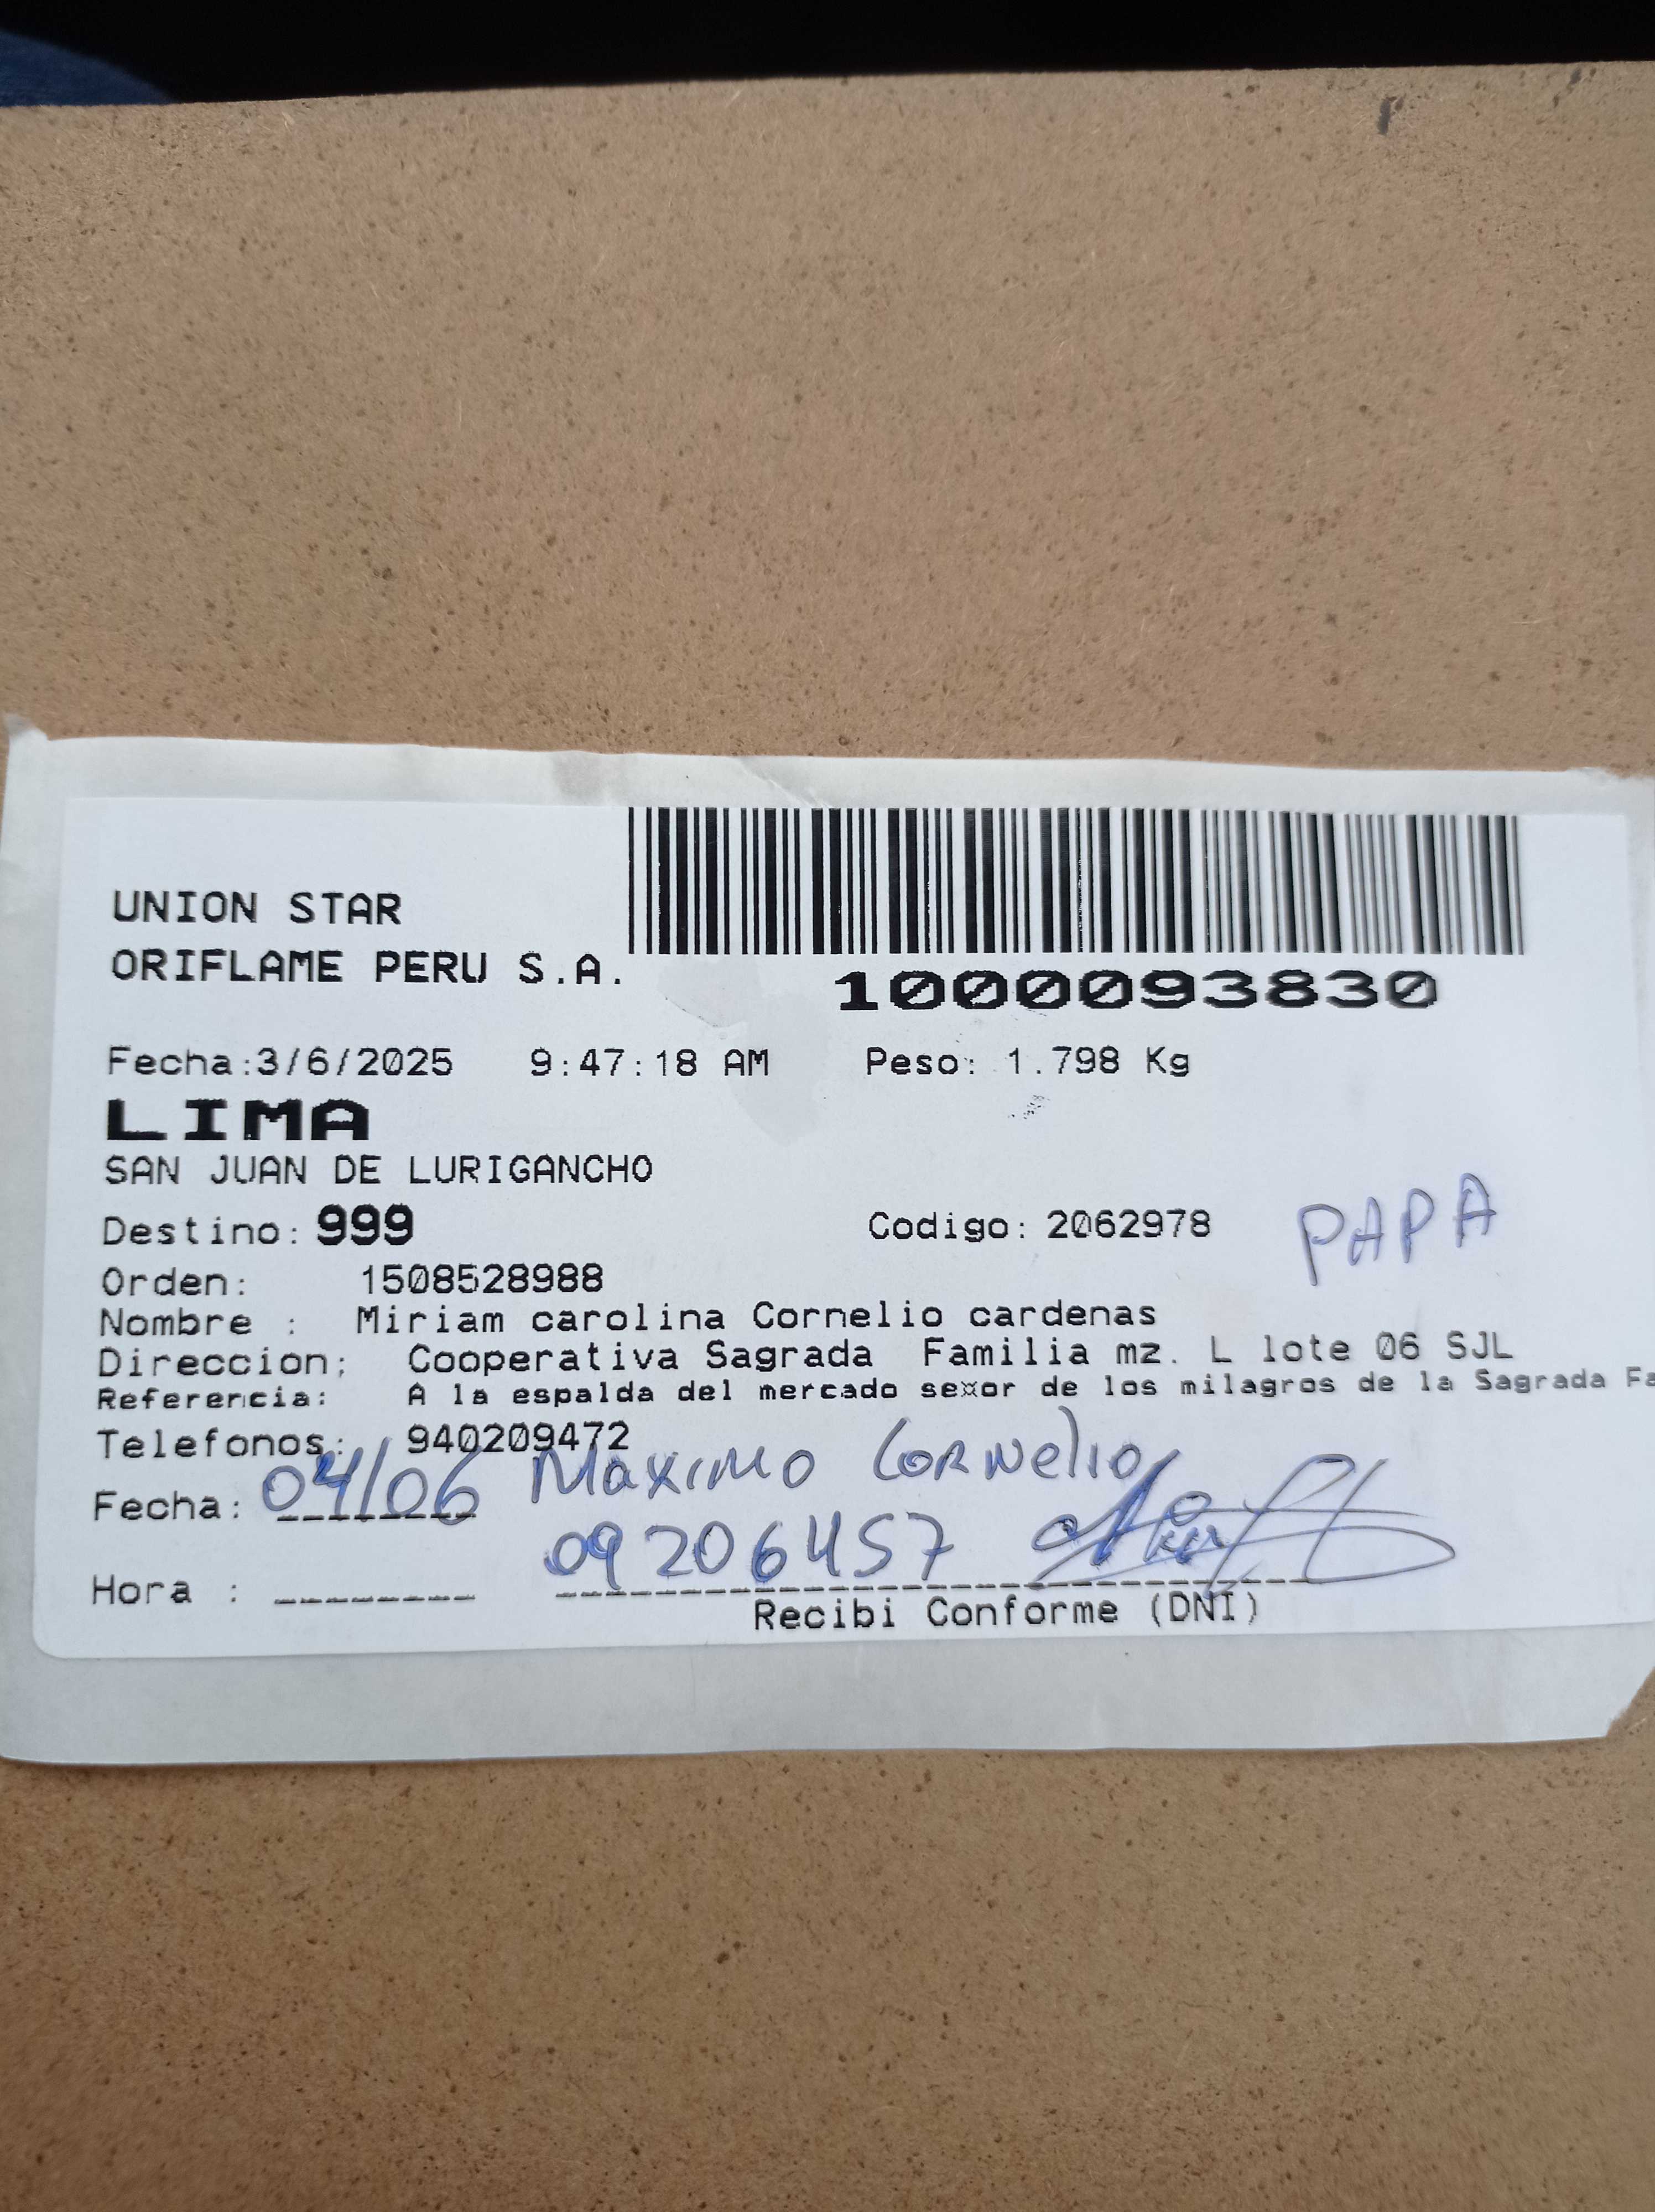 UNION STAR
ORIFLAME PERU S.A.
1000093830
Fecha:3/6/2025 9:47:18 AM Peso: 1.798 Kg
LIMA
SAN JUAN DE LURIGANCHO
Destino: 999 Codigo: 2062978 PAPA
Orden: 1508528988
Nombre : Miriam carolina Cornelio cardenas
Direccion: Cooperativa Sagrada Familia mz. L lote 06 SJL
Referencia: A la espalda del mercado sexor de los milagros de la Sagrada Fa
Telefonos: 940209472
Fecha: 04/06 Maximo Cornelio
09206457
Hora :
Recibi Conforme (DNI)